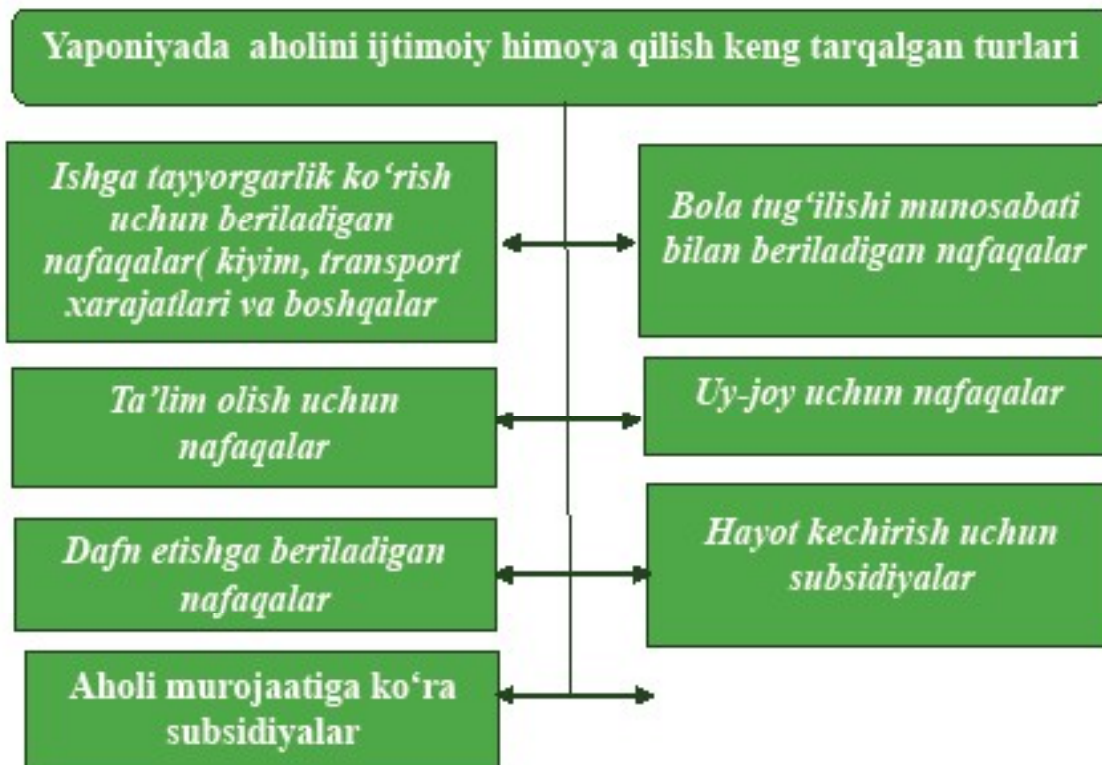 Yaponiyada aholini ijtimoiy himoya qilish keng tarqalgan turlari
Ishga tayyorgarlik ko‘rish
uchun beriladigan
nafaqalar( kiyim, transport
xarajatlari va boshqalar
Bola tug‘ilishi munosabati
bilan beriladigan nafaqalar
Ta’lim olish uchun
nafaqalar
Uy-joy uchun nafaqalar
Dafn etishga beriladigan
nafaqalar
Hayot kechirish uchun
subsidiyalar
Aholi murojaatiga ko‘ra
subsidiyalar